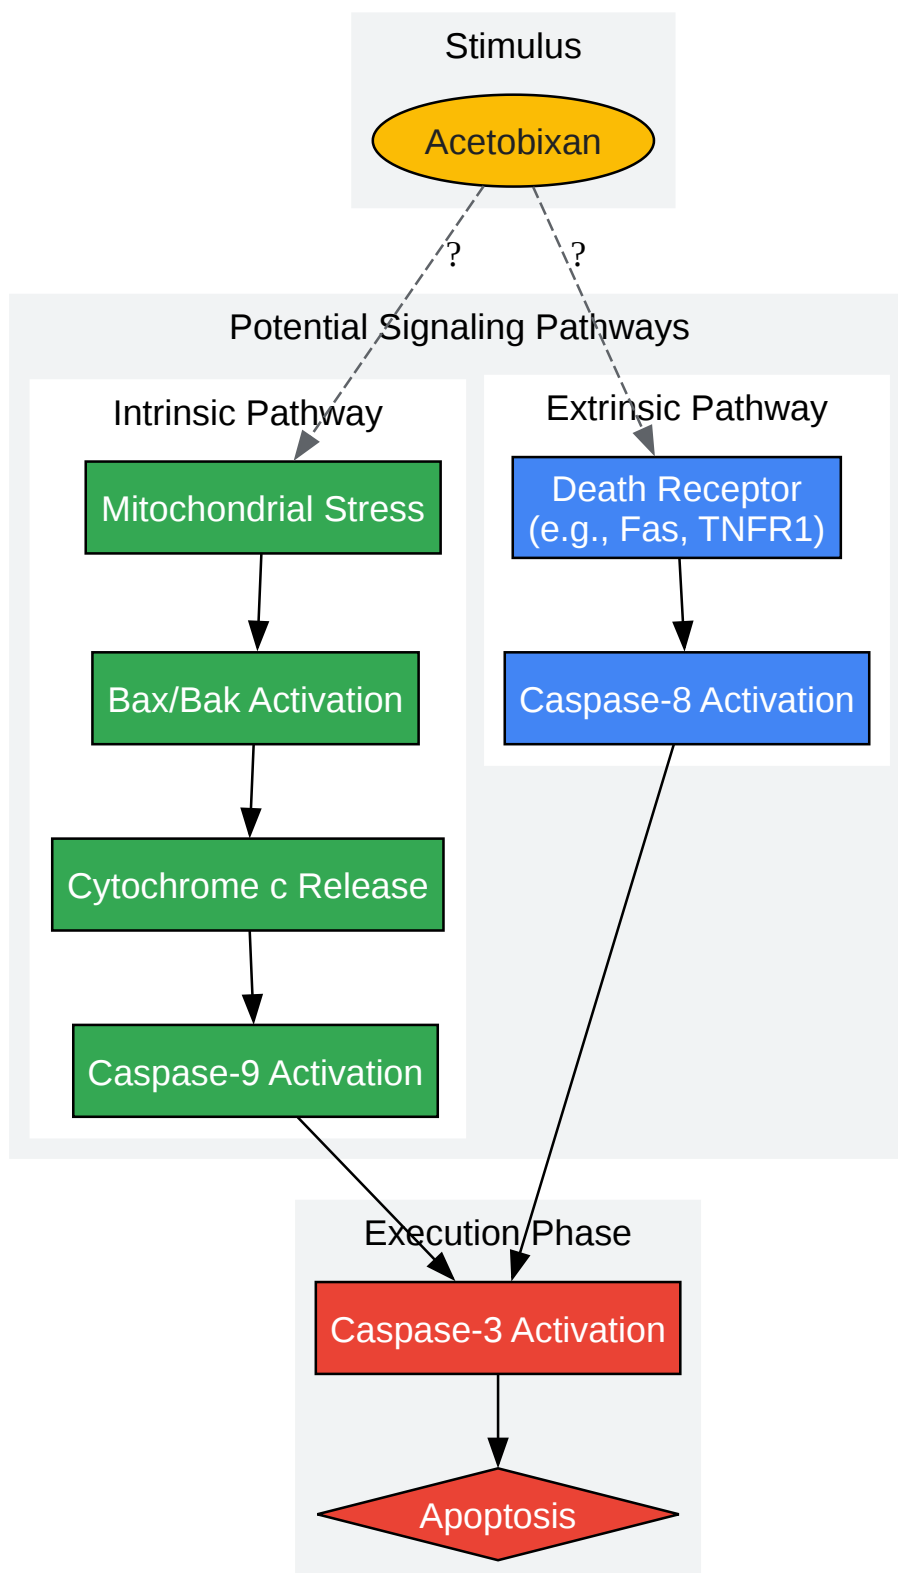 Stimulus
Acetobixan
?
?
Potential Signaling Pathways
Intrinsic Pathway
Mitochondrial Stress
Bax/Bak Activation
Cytochrome c Release
Caspase-9 Activation
Extrinsic Pathway
Death Receptor
(e.g., Fas, TNFR1)
Caspase-8 Activation
Execution Phase
Caspase-3 Activation
Apoptosis